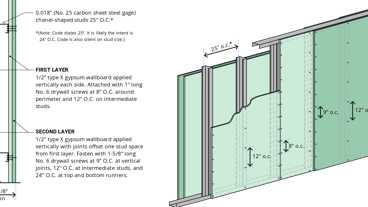 0.018" (No. 25 carbon sheet steel gage)
chanel-shaped studs 25" O.C.*
*(Note: Code states 25'. It is likely the intent is
24" O.C. Code is also silent on stud size.)
FIRST LAYER
1/2" type X gypsum wallboard applied
vertically each side. Attached with 1" long
No. 6 drywall screws at 8" O.C. around
perimeter and 12" O.C. on intermediate
studs.
SECOND LAYER
1/2" type X gypsum wallboard applied
vertically with joints offset one stud space
from first layer. Fasten with 1-5/8" long
No. 6 drywall screws at 9" O.C. at vertical
joints, 12" O.C. at intermediate studs, and
24" O.C. at top and bottom runners.
/8"
25" o.c.*
12" o.c.
8" o.c.
9" o.c.
12" o